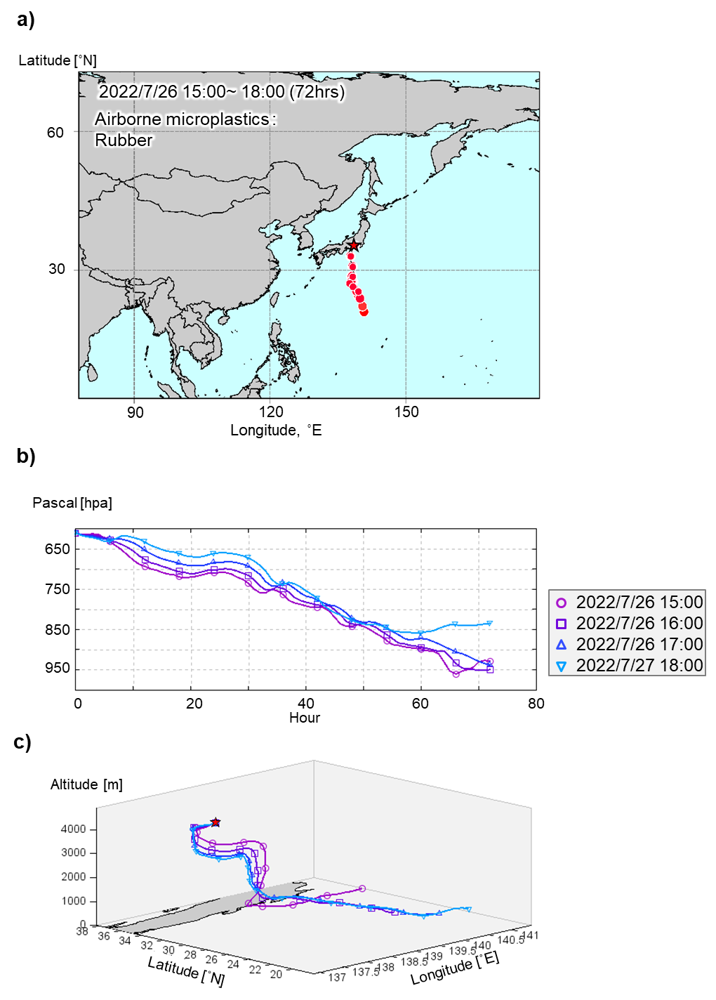 a)
Latitude [˚N]
2022/7/26 15:00~ 18:00 (72hrs)
Airborne microplastics:
Rubber
60
30
90 120 150
Longitude, ˚E
b)
Pascal [hpa]
650
750
850
950
0 20 40 60 80
Hour
2022/7/26 15:00
2022/7/26 16:00
2022/7/26 17:00
2022/7/27 18:00
c)
Altitude [m]
4000
3000
2000
1000
0
38 36 34 32 30 28 26 24 22 20
Latitude [˚N]
137 137.5 138 138.5 139 139.5 140 140.5 141
Longitude [˚E]